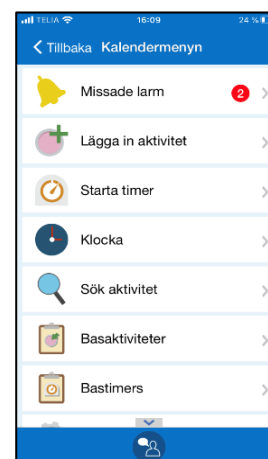 TELIA 16:09 24 %
Tillbaka Kalendermenyn
Missade larm 2
Lägga in aktivitet
Starta timer
Klocka
Sök aktivitet
Basaktiviteter
Bastimers